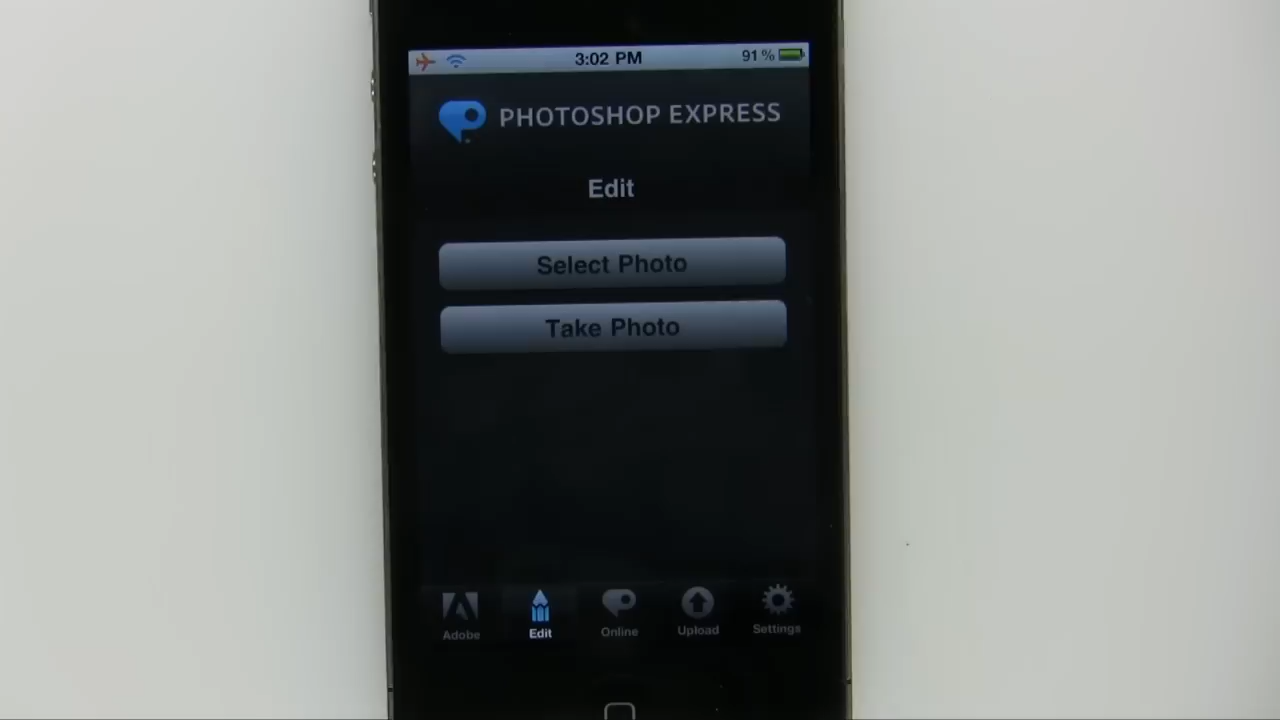 3:02 PM 91%
PHOTOSHOP EXPRESS
Edit
Select Photo
Take Photo
Adobe Edit Online Upload Settings